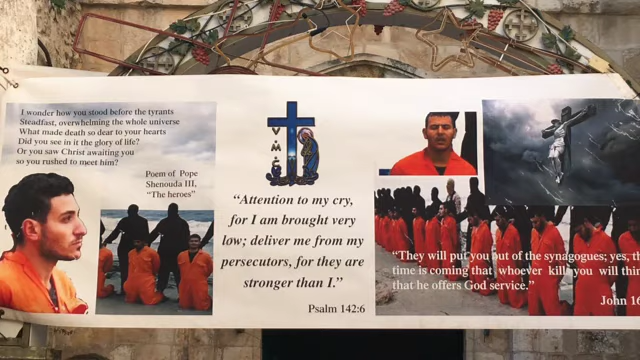 I wonder how you stood before the tyrants
Steadfast, overwhelming the whole universe
What made death so dear to your hearts
Did you see in it the glory of life?
Or you saw Christ awaiting you
so you rushed to meet him?
Poem of Pope
Shenouda III,
"The heroes"
“Attention to my cry,
for I am brought very
low; deliver me from my
persecutors, for they are
stronger than I.”
Psalm 142:6
“They will put you out of the synagogues; yes, th
time is coming that whoever kills you will thin
that he offers God service.”
John 16